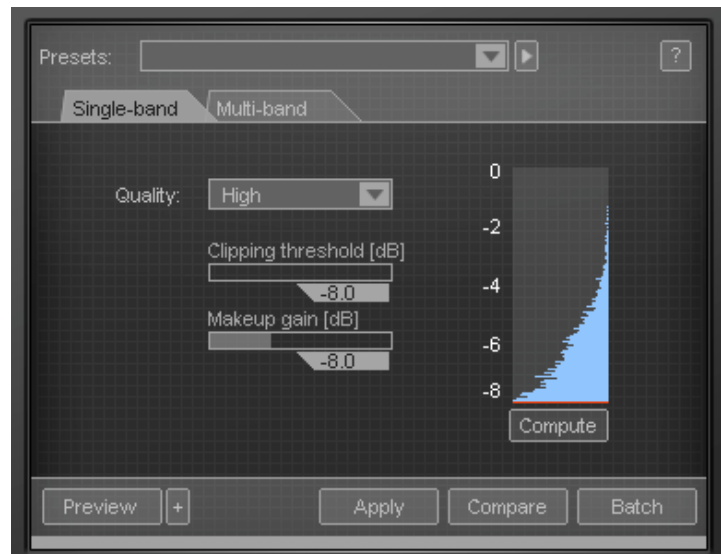 Presets:
?
Single-band
Multi-band
Quality:
High
Clipping threshold [dB]
-8.0
Makeup gain [dB]
-8.0
0
-2
-4
-6
-8
Compute
Preview
+
Apply
Compare
Batch